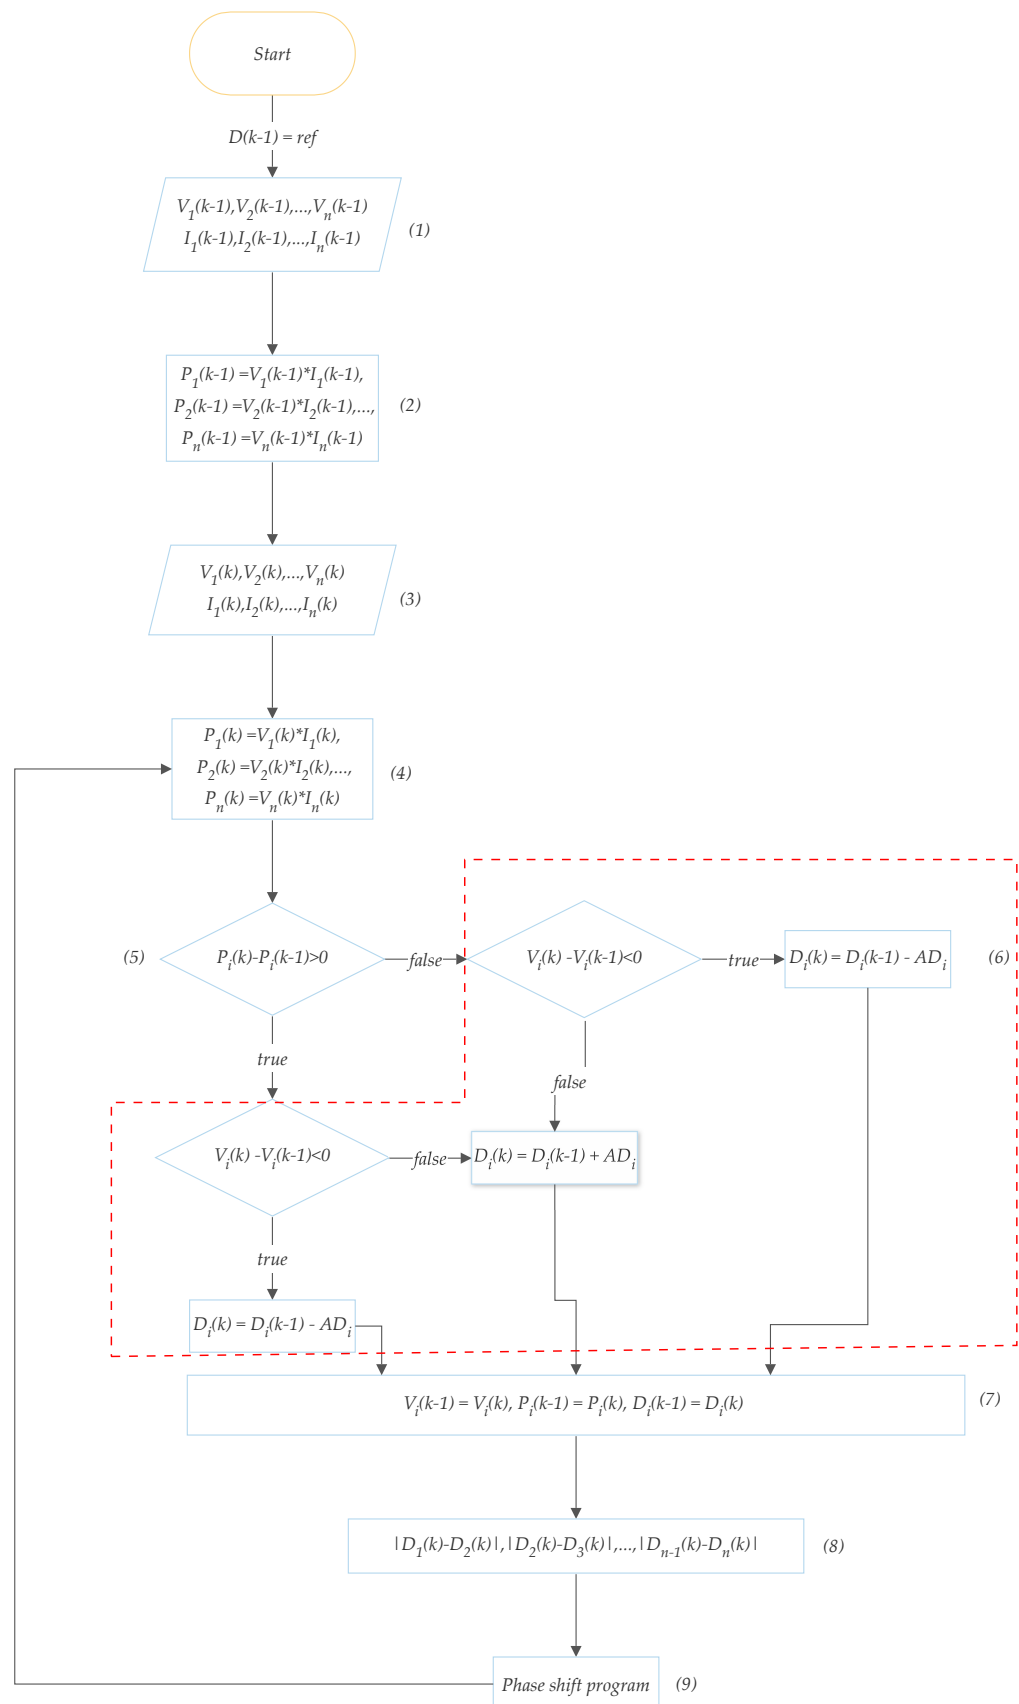 Start
D(k-1) = ref
V1(k-1),V2(k-1),...,Vn(k-1)
I1(k-1),I2(k-1),...,In(k-1)
(1)
P1(k-1) =V1(k-1)*I1(k-1),
P2(k-1) =V2(k-1)*I2(k-1),...,
Pn(k-1) =Vn(k-1)*In(k-1)
(2)
V1(k),V2(k),...,Vn(k)
I1(k),I2(k),...,In(k)
(3)
P1(k) =V1(k)*I1(k),
P2(k) =V2(k)*I2(k),...,
Pn(k) =Vn(k)*In(k)
(4)
(5)
Pi(k)-Pi(k-1)>0
false
Vi(k) -Vi(k-1)<0
true
Di(k) = Di(k-1) - ADi
(6)
true
false
Vi(k) -Vi(k-1)<0
false
Di(k) = Di(k-1) + ADi
true
Di(k) = Di(k-1) - ADi
Vi(k-1) = Vi(k), Pi(k-1) = Pi(k), Di(k-1) = Di(k)
(7)
|D1(k)-D2(k)|,|D2(k)-D3(k)|,...,|Dn-1(k)-Dn(k)|
(8)
Phase shift program
(9)